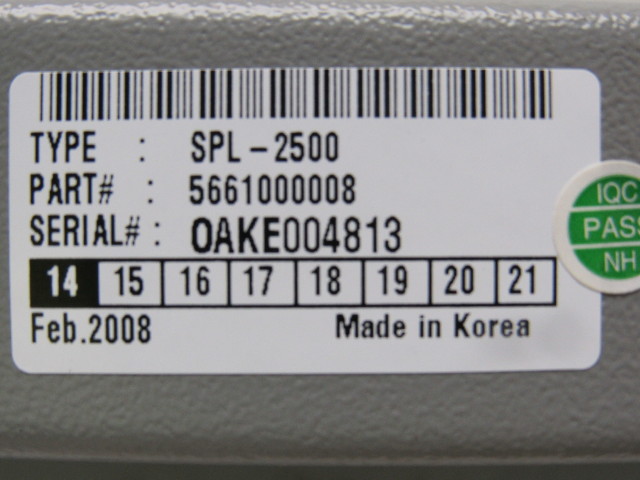 TYPE : SPL-2500
PART# : 5661000008
SERIAL# : 0AKE004813
14 15 16 17 18 19 20 21
Feb.2008 Made in Korea
IQC
PASS
NH